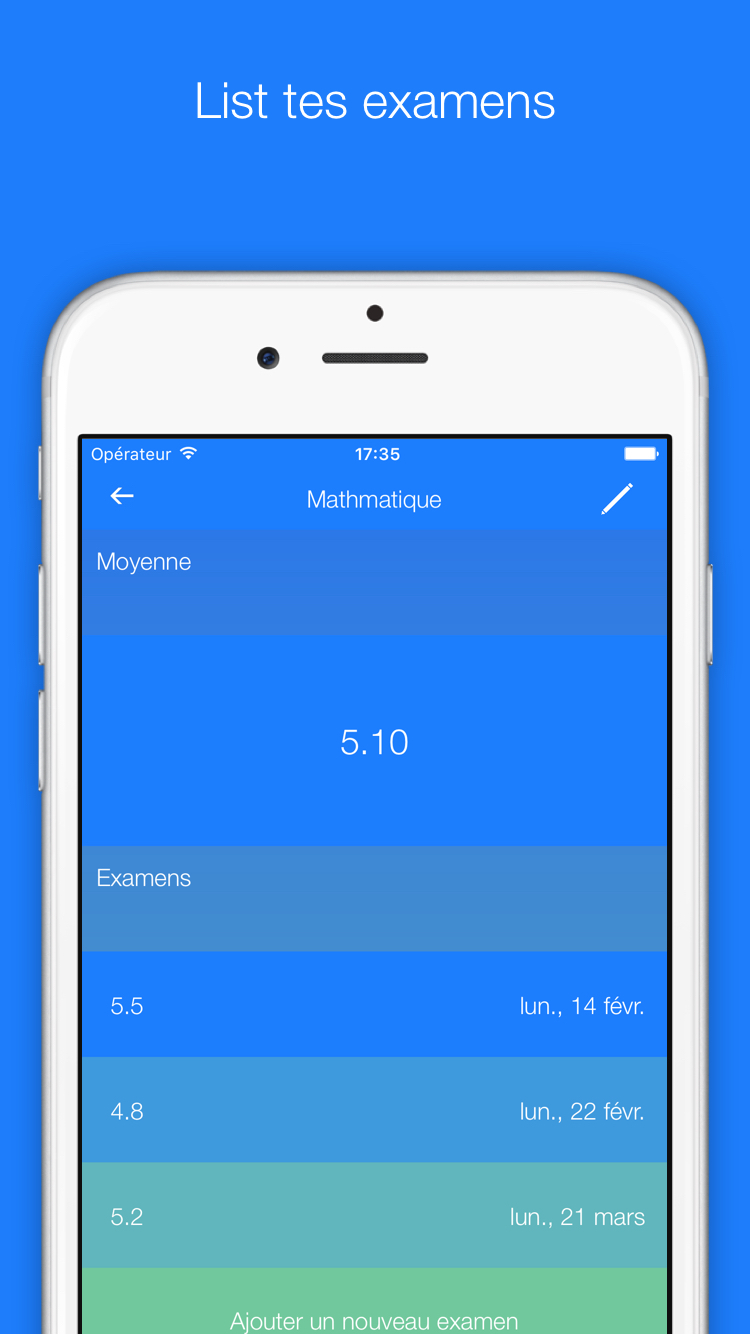 List tes examens
Opérateur 17:35
Mathmatique
Moyenne
5.10
Examens
5.5 lun., 14 févr.
4.8 lun., 22 févr.
5.2 lun., 21 mars
Ajouter un nouveau examen